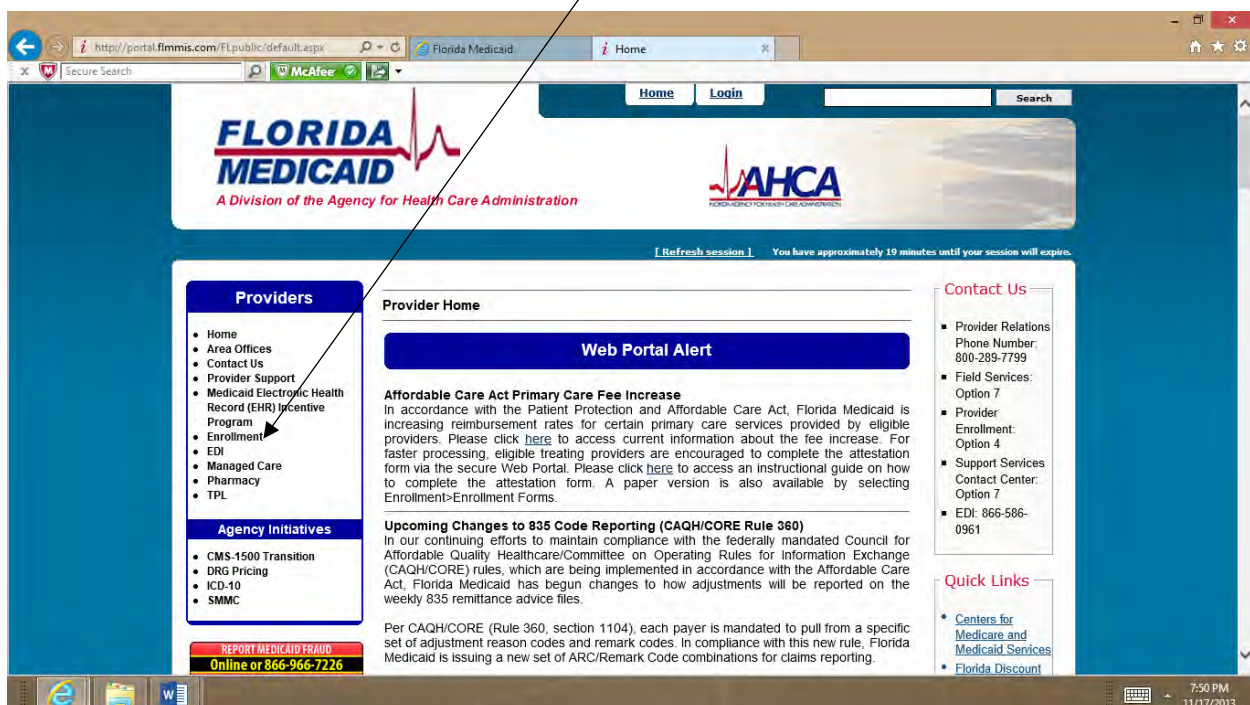 http://portal.flmmis.com/FLpublic/default.aspx
Florida Medicaid
Home
Secure Search
McAfee
Home
Login
Search
FLORIDA
MEDICAID
A Division of the Agency for Health Care Administration
AHCA
FLORIDA AGENCY FOR HEALTH CARE ADMINISTRATION
[ Refresh session ] You have approximately 19 minutes until your session will expire.
Providers
Home
Area Offices
Contact Us
Provider Support
Medicaid Electronic Health
Record (EHR) Incentive
Program
Enrollment
EDI
Managed Care
Pharmacy
TPL
Agency Initiatives
CMS-1500 Transition
DRG Pricing
ICD-10
SMMC
REPORT MEDICAID FRAUD
Online or 866-966-7226
Provider Home
Web Portal Alert
Affordable Care Act Primary Care Fee Increase
In accordance with the Patient Protection and Affordable Care Act, Florida Medicaid is
increasing reimbursement rates for certain primary care services provided by eligible
providers. Please click here to access current information about the fee increase. For
faster processing, eligible treating providers are encouraged to complete the attestation
form via the secure Web Portal. Please click here to access an instructional guide on how
to complete the attestation form. A paper version is also available by selecting
Enrollment>Enrollment Forms.
Upcoming Changes to 835 Code Reporting (CAQH/CORE Rule 360)
In our continuing efforts to maintain compliance with the federally mandated Council for
Affordable Quality Healthcare/Committee on Operating Rules for Information Exchange
(CAQH/CORE) rules, which are being implemented in accordance with the Affordable Care
Act, Florida Medicaid has begun changes to how adjustments will be reported on the
weekly 835 remittance advice files.
Per CAQH/CORE (Rule 360, section 1104), each payer is mandated to pull from a specific
set of adjustment reason codes and remark codes. In compliance with this new rule, Florida
Medicaid is issuing a new set of ARC/Remark Code combinations for claims reporting.
Contact Us
Provider Relations
Phone Number:
800-289-7799
Field Services:
Option 7
Provider
Enrollment:
Option 4
Support Services
Contact Center:
Option 7
EDI: 866-586-
0961
Quick Links
Centers for
Medicare and
Medicaid Services
Florida Discount
7:50 PM
11/17/2013